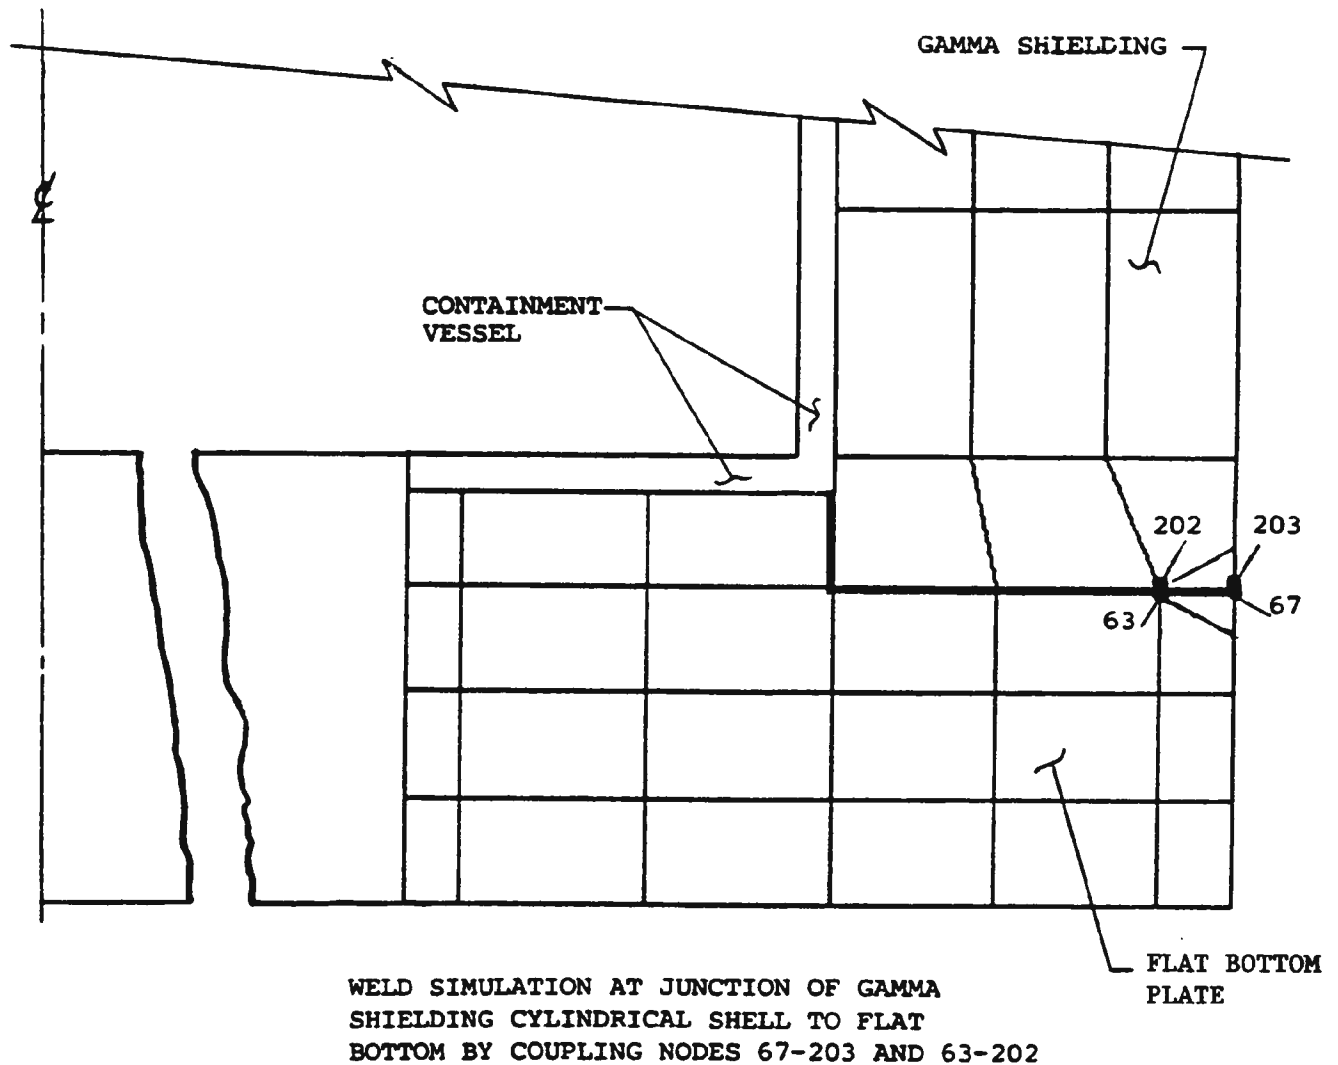 GAMMA SHIELDING
℄
CONTAINMENT
VESSEL
202 203
63 67
FLAT BOTTOM
PLATE
WELD SIMULATION AT JUNCTION OF GAMMA
SHIELDING CYLINDRICAL SHELL TO FLAT
BOTTOM BY COUPLING NODES 67-203 AND 63-202